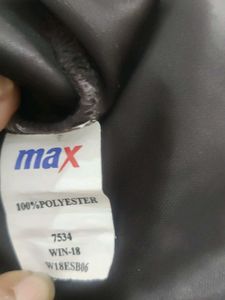 max
100%POLYESTER
7534
WIN-18
W18ESB06